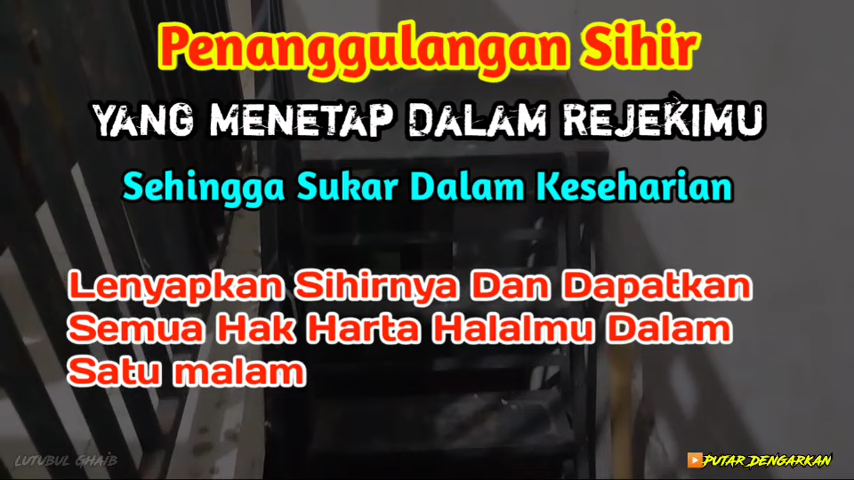 Penanggulangan Sihir
YANG MENETAP DALAM REJEKIMU
Sehingga Sukar Dalam Keseharian
Lenyapkan Sihirnya Dan Dapatkan
Semua Hak Harta Halalmu Dalam
Satu malam
LUTUBUL GHAIB
▶️PUTAR DENGARKAN